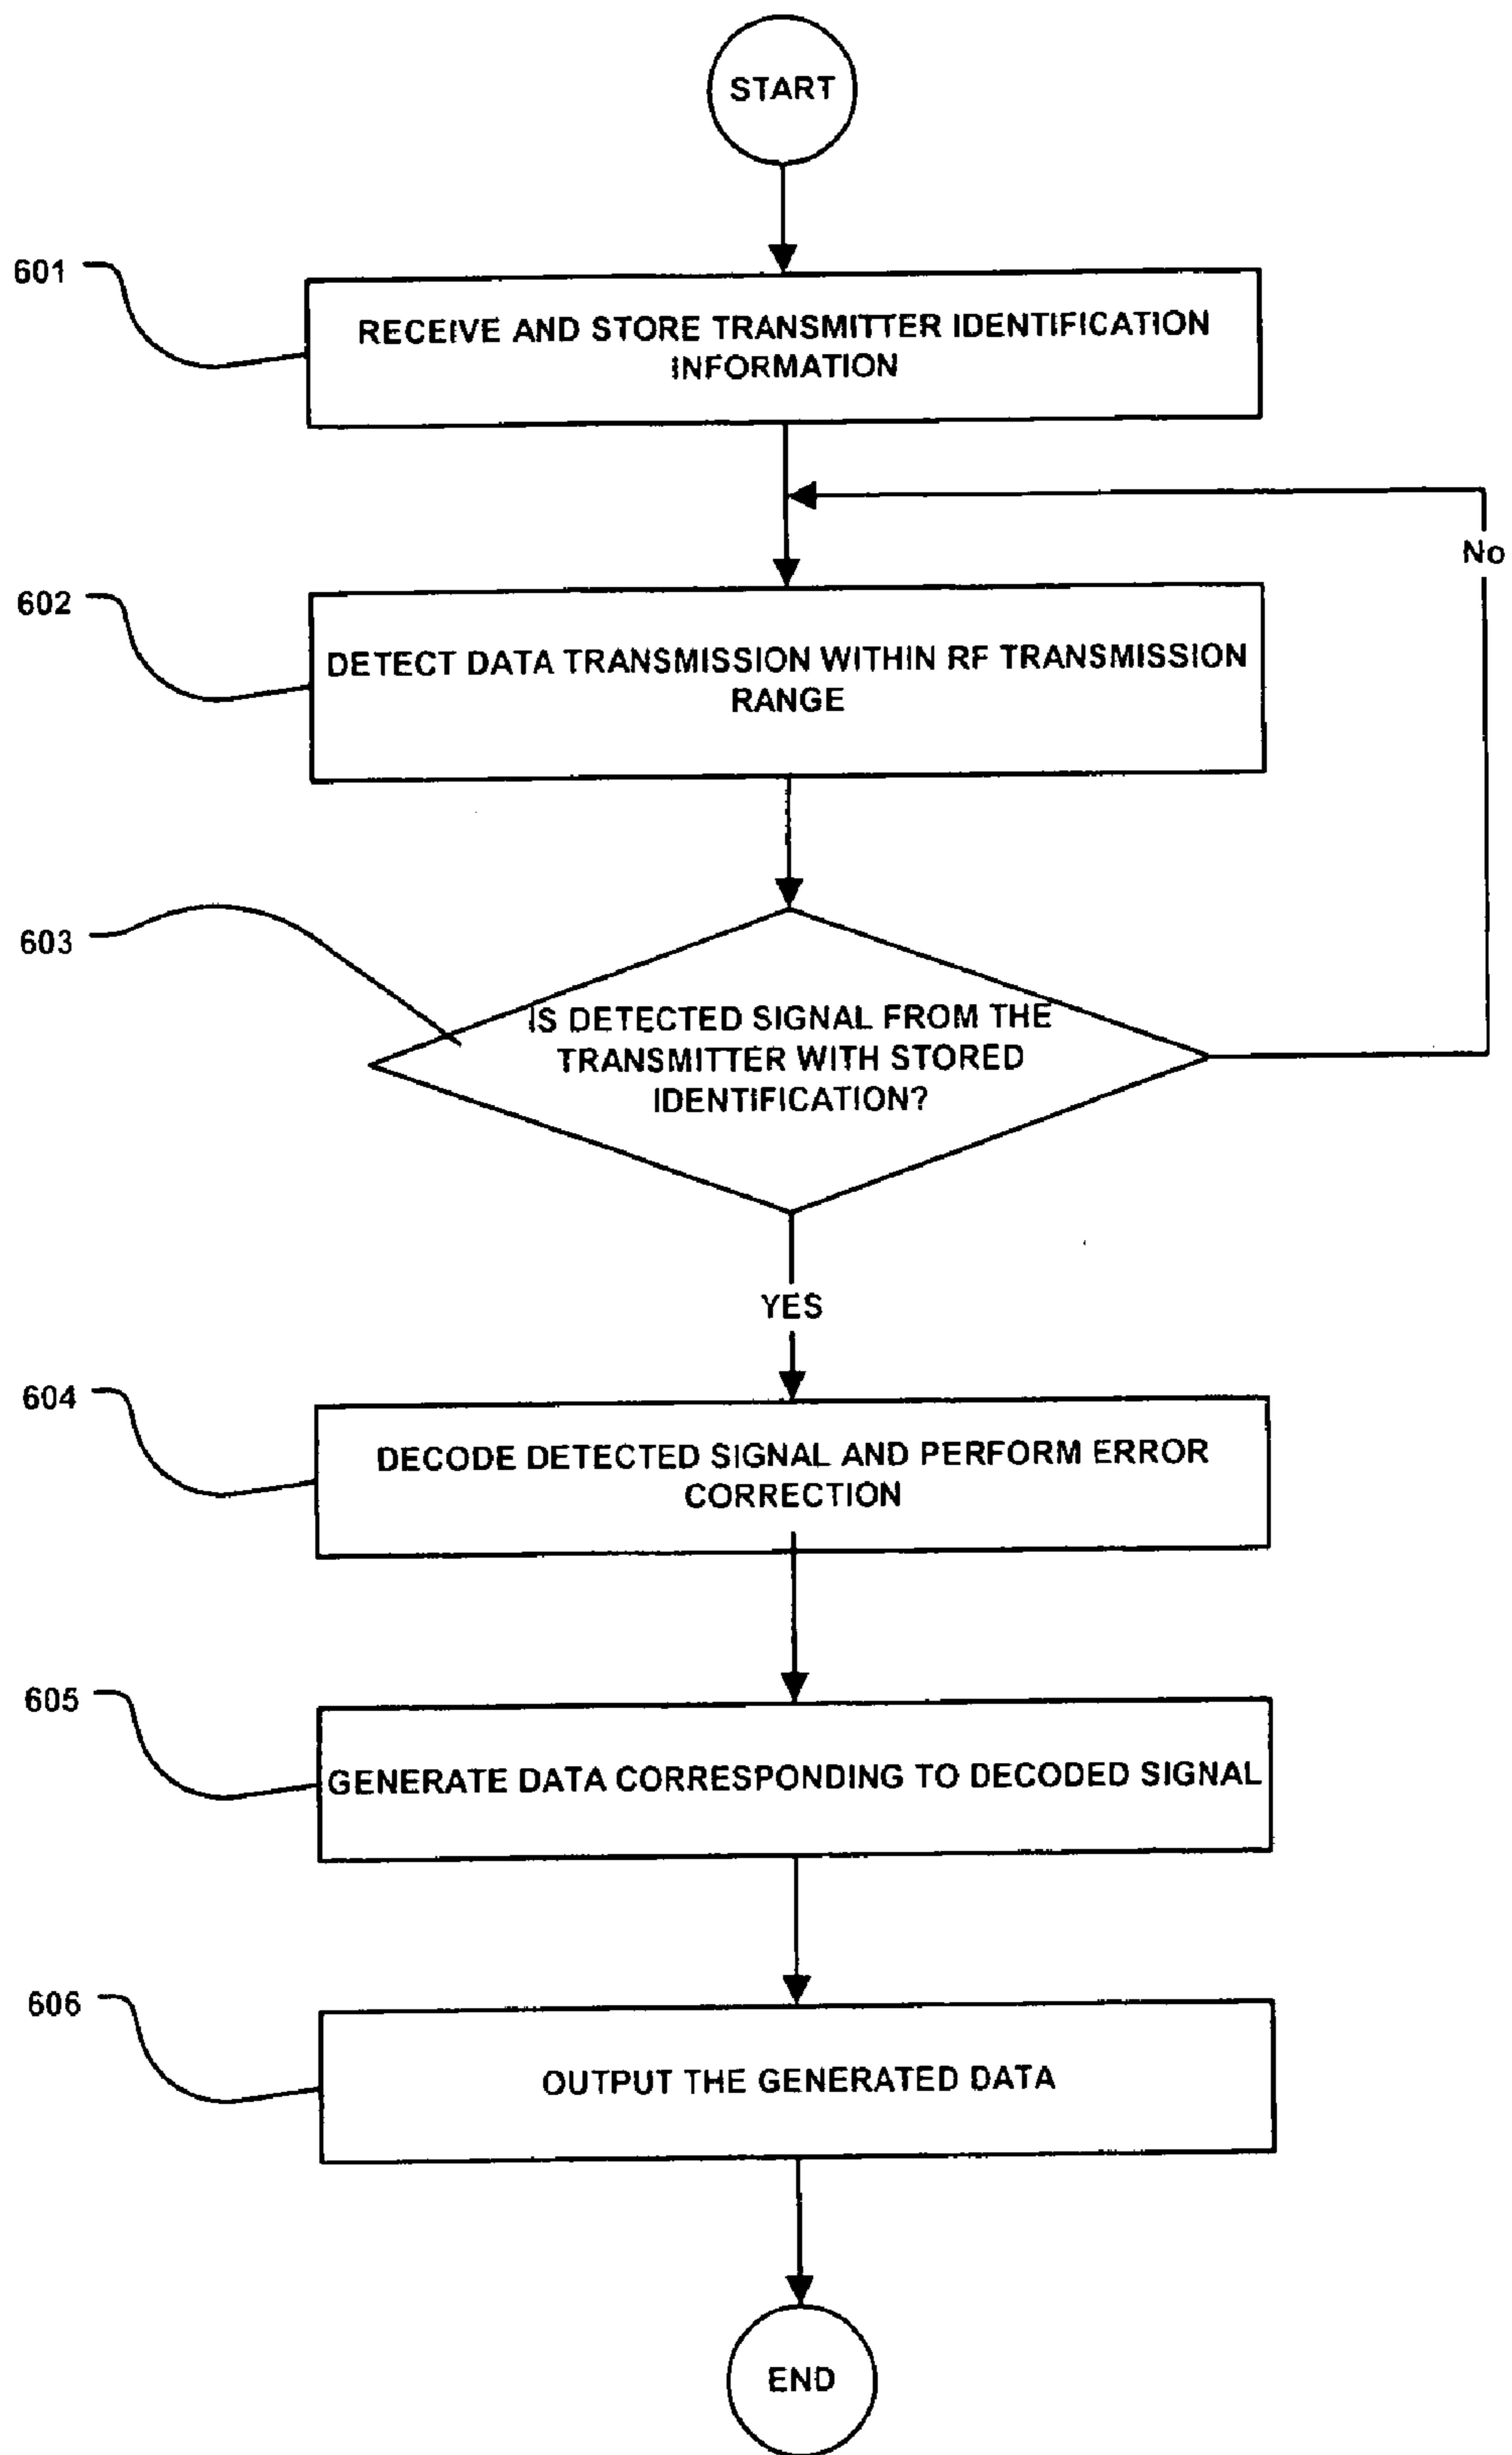 START
601
RECEIVE AND STORE TRANSMITTER IDENTIFICATION
INFORMATION
No
602
DETECT DATA TRANSMISSION WITHIN RF TRANSMISSION
RANGE
603
IS DETECTED SIGNAL FROM THE
TRANSMITTER WITH STORED
IDENTIFICATION?
YES
604
DECODE DETECTED SIGNAL AND PERFORM ERROR
CORRECTION
605
GENERATE DATA CORRESPONDING TO DECODED SIGNAL
606
OUTPUT THE GENERATED DATA
END